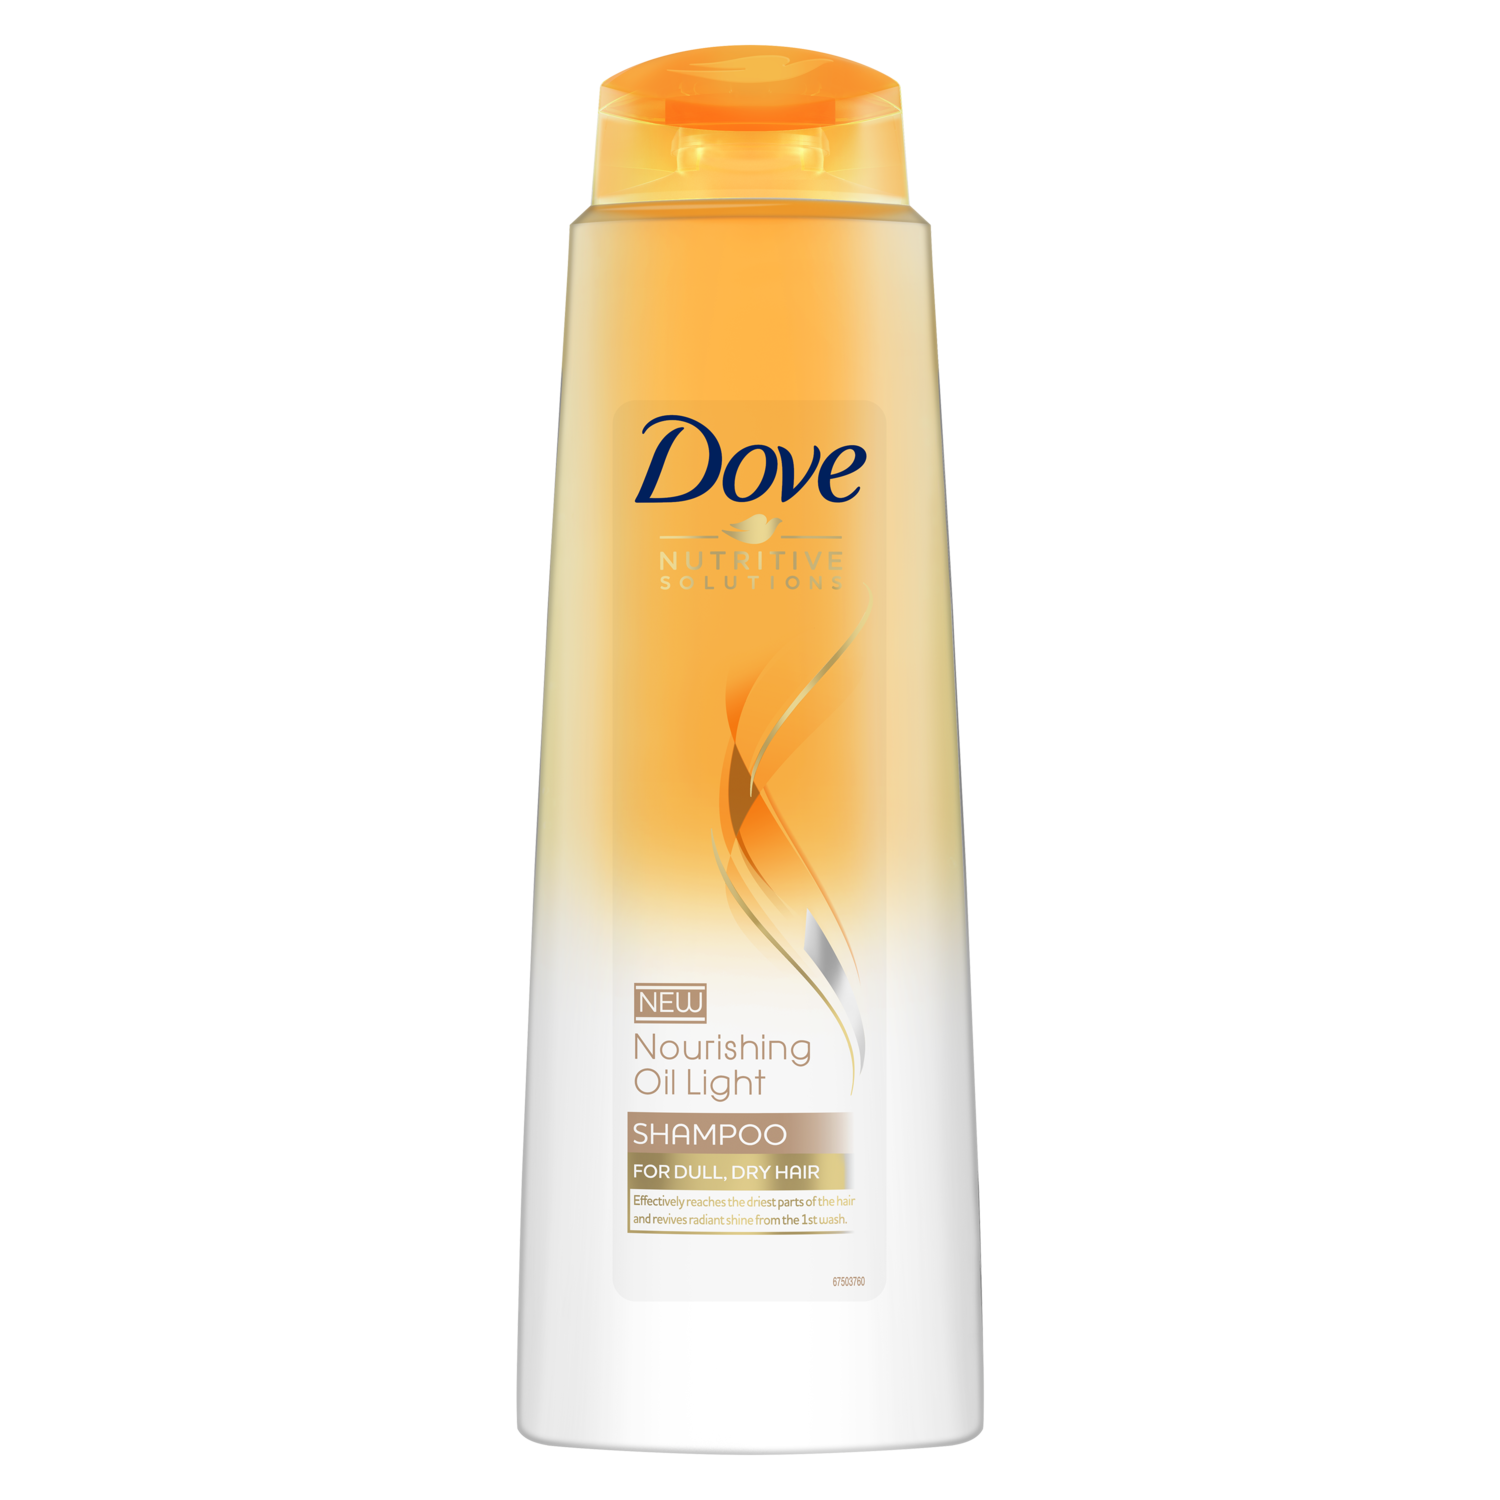 Dove
NUTRITIVE
SOLUTIONS
NEW
Nourishing
Oil Light
SHAMPOO
FOR DULL, DRY HAIR
Effectively reaches the driest parts of the hair
and revives radiant shine from the 1st wash.
67503760